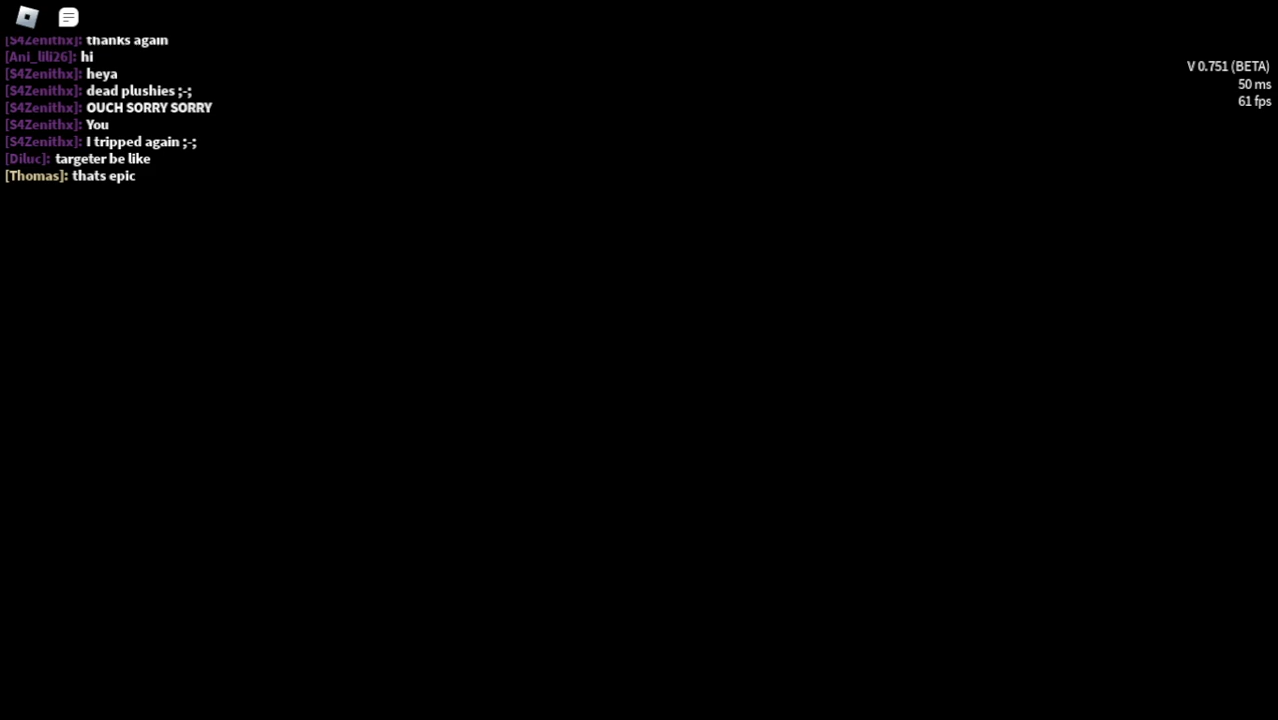 [S4Zenithx]: thanks again
[Ani_lili26]: hi
[S4Zenithx]: heya
[S4Zenithx]: dead plushies ;-;
[S4Zenithx]: OUCH SORRY SORRY
[S4Zenithx]: You
[S4Zenithx]: I tripped again ;-;
[Diluc]: targeter be like
[Thomas]: thats epic
V 0.751 (BETA)
50 ms
61 fps